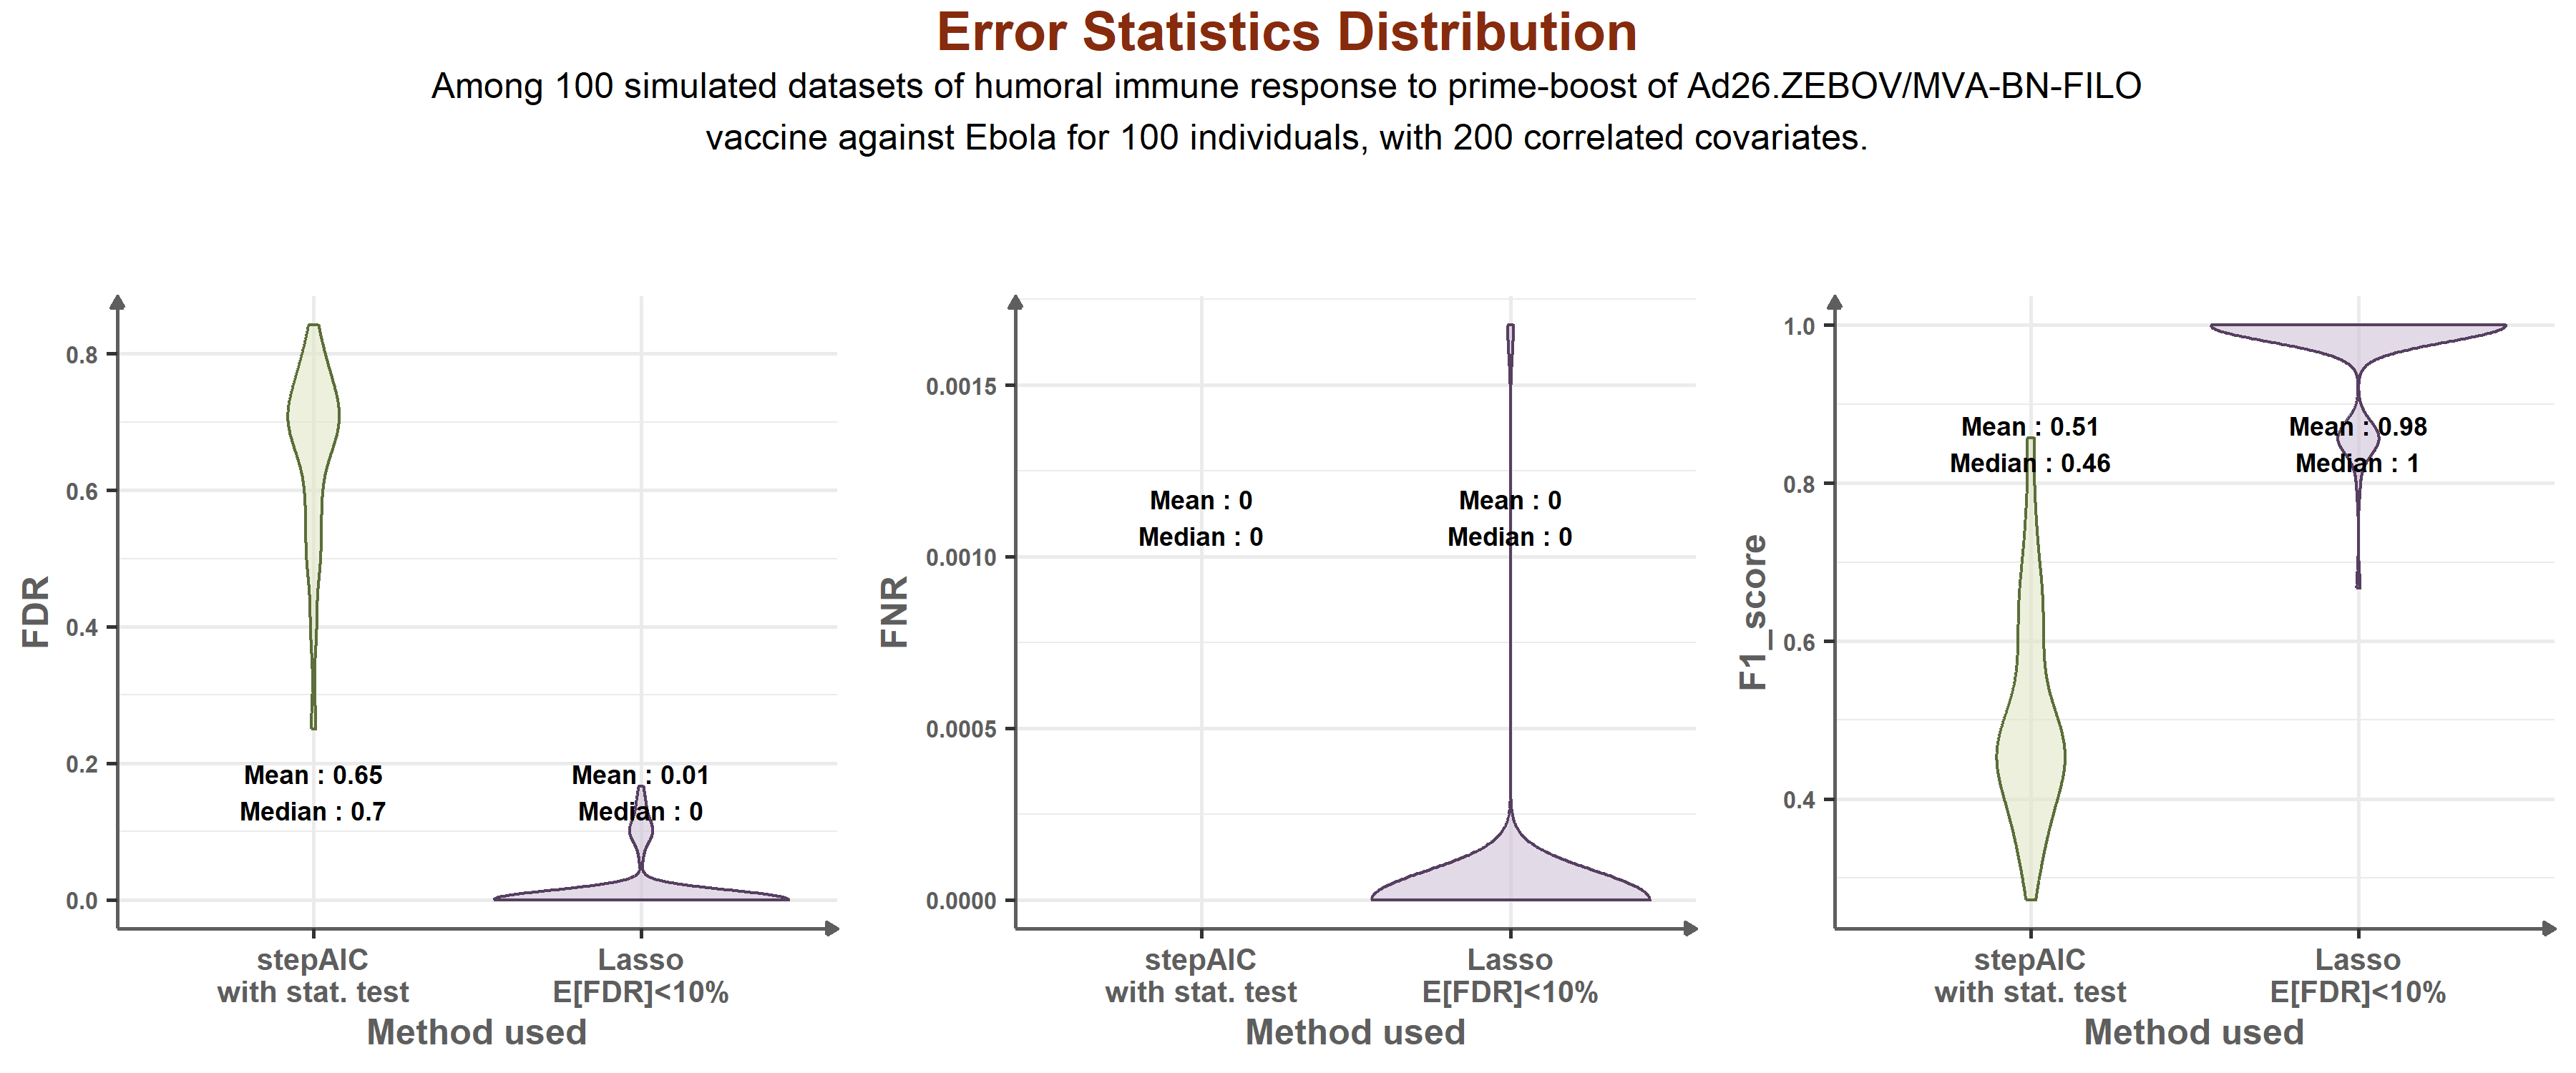 Error Statistics Distribution
Among 100 simulated datasets of humoral immune response to prime-boost of Ad26.ZEBOV/MVA-BN-FILO
vaccine against Ebola for 100 individuals, with 200 correlated covariates.
FDR
0.8
0.6
0.4
0.2
0.0
Mean : 0.65
Median : 0.7
Mean : 0.01
Median : 0
stepAIC
with stat. test
Lasso
E[FDR]<10%
Method used
FNR
0.0015
0.0010
0.0005
0.0000
Mean : 0
Median : 0
Mean : 0
Median : 0
stepAIC
with stat. test
Lasso
E[FDR]<10%
Method used
F1_score
1.0
0.8
0.6
0.4
Mean : 0.51
Median : 0.46
Mean : 0.98
Median : 1
stepAIC
with stat. test
Lasso
E[FDR]<10%
Method used